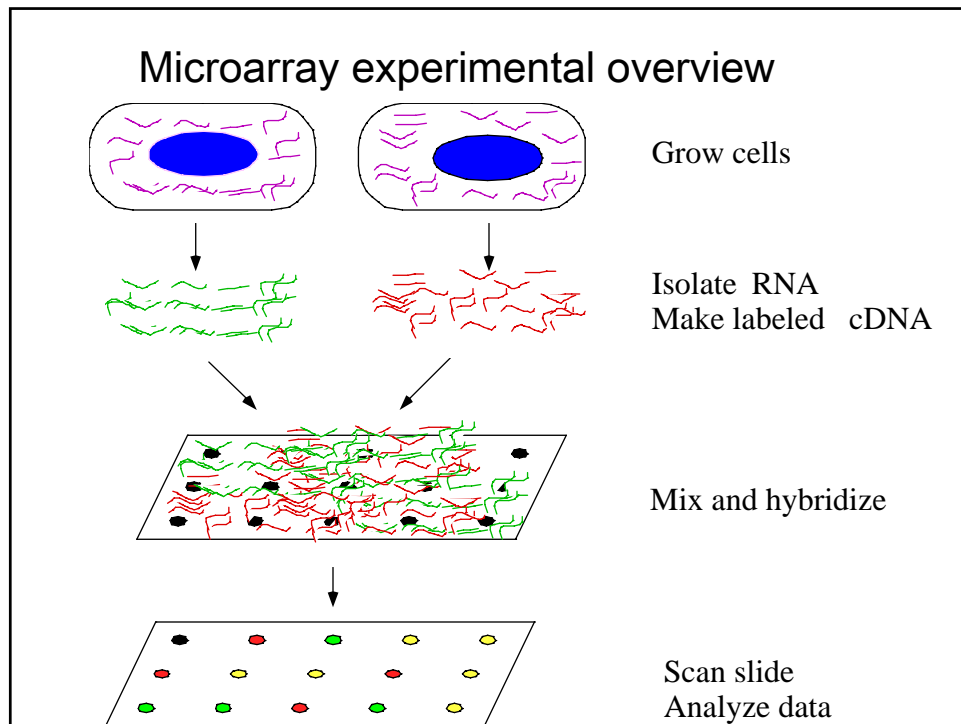 Microarray experimental overview
Grow cells
Isolate RNA
Make labeled cDNA
Mix and hybridize
Scan slide
Analyze data